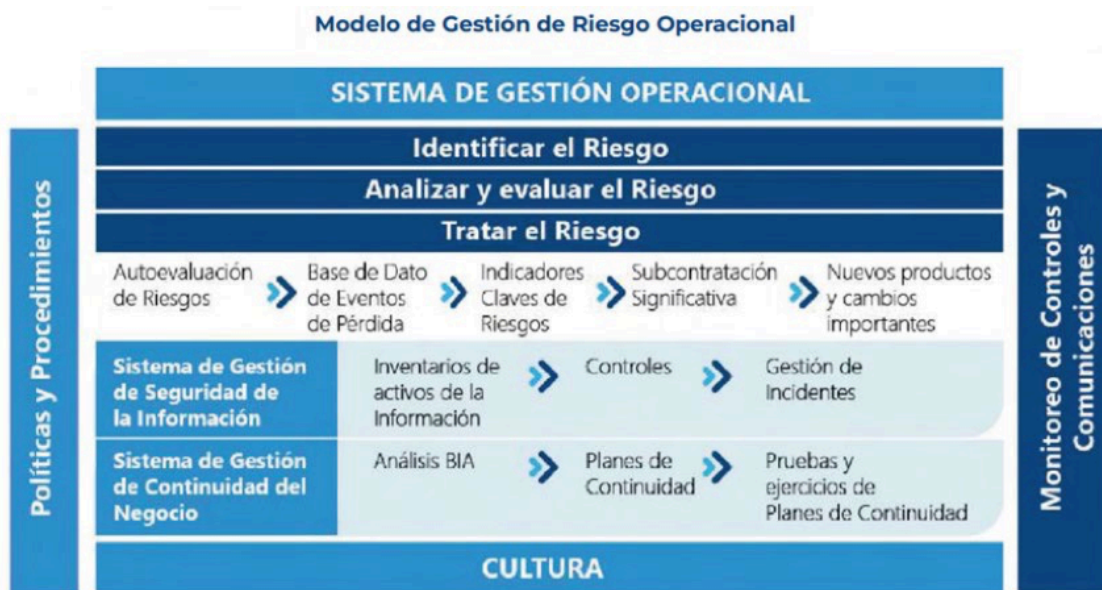 Modelo de Gestión de Riesgo Operacional
SISTEMA DE GESTIÓN OPERACIONAL
Políticas y Procedimientos
Identificar el Riesgo
Analizar y evaluar el Riesgo
Tratar el Riesgo
Autoevaluación
de Riesgos
Base de Dato
de Eventos
de Pérdida
Indicadores
Claves de
Riesgos
Subcontratación
Significativa
Nuevos productos
y cambios
importantes
Sistema de Gestión
de Seguridad de
la Información
Inventarios de
activos de la
Información
Controles
Gestión de
Incidentes
Sistema de Gestión
de Continuidad del
Negocio
Análisis BIA
Planes de
Continuidad
Pruebas y
ejercicios de
Planes de Continuidad
CULTURA
Monitoreo de Controles y
Comunicaciones